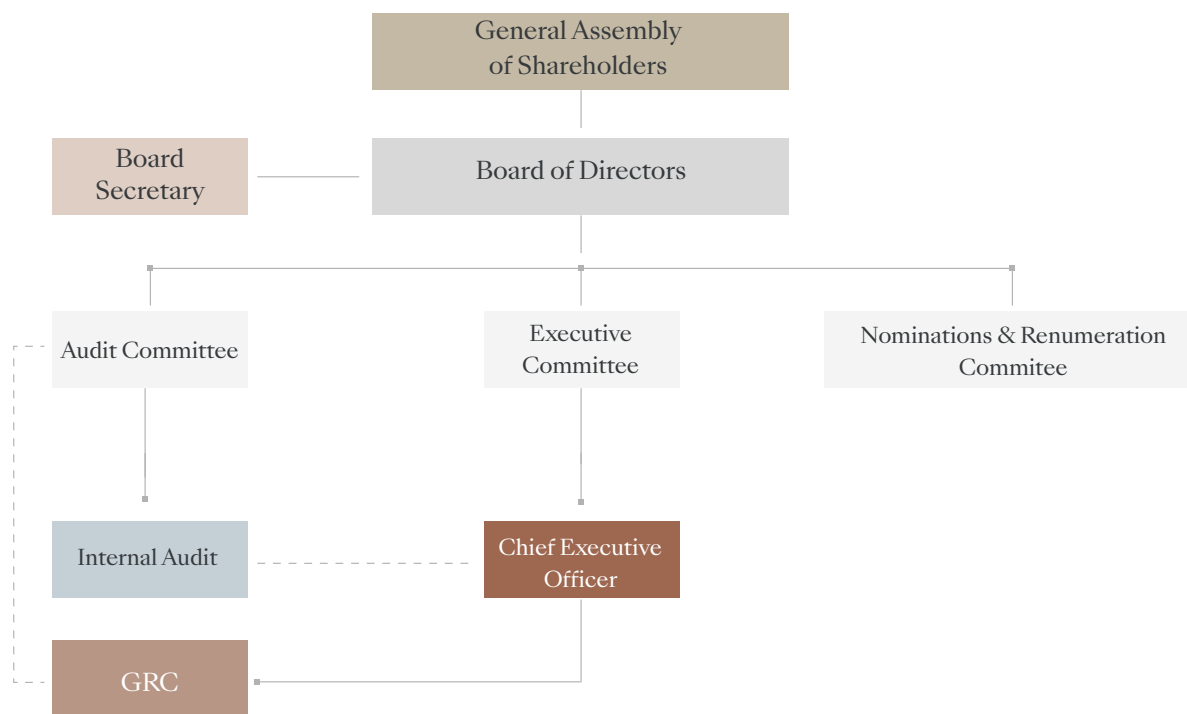 General Assembly
of Shareholders
Board
Secretary
Board of Directors
Audit Committee
Executive
Committee
Nominations & Renumeration
Commitee
Internal Audit
Chief Executive
Officer
GRC